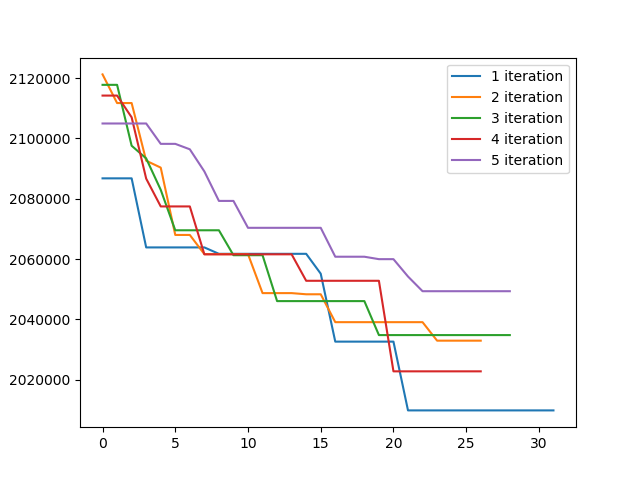 2120000
2100000
2080000
2060000
2040000
2020000
0 5 10 15 20 25 30
1 iteration
2 iteration
3 iteration
4 iteration
5 iteration